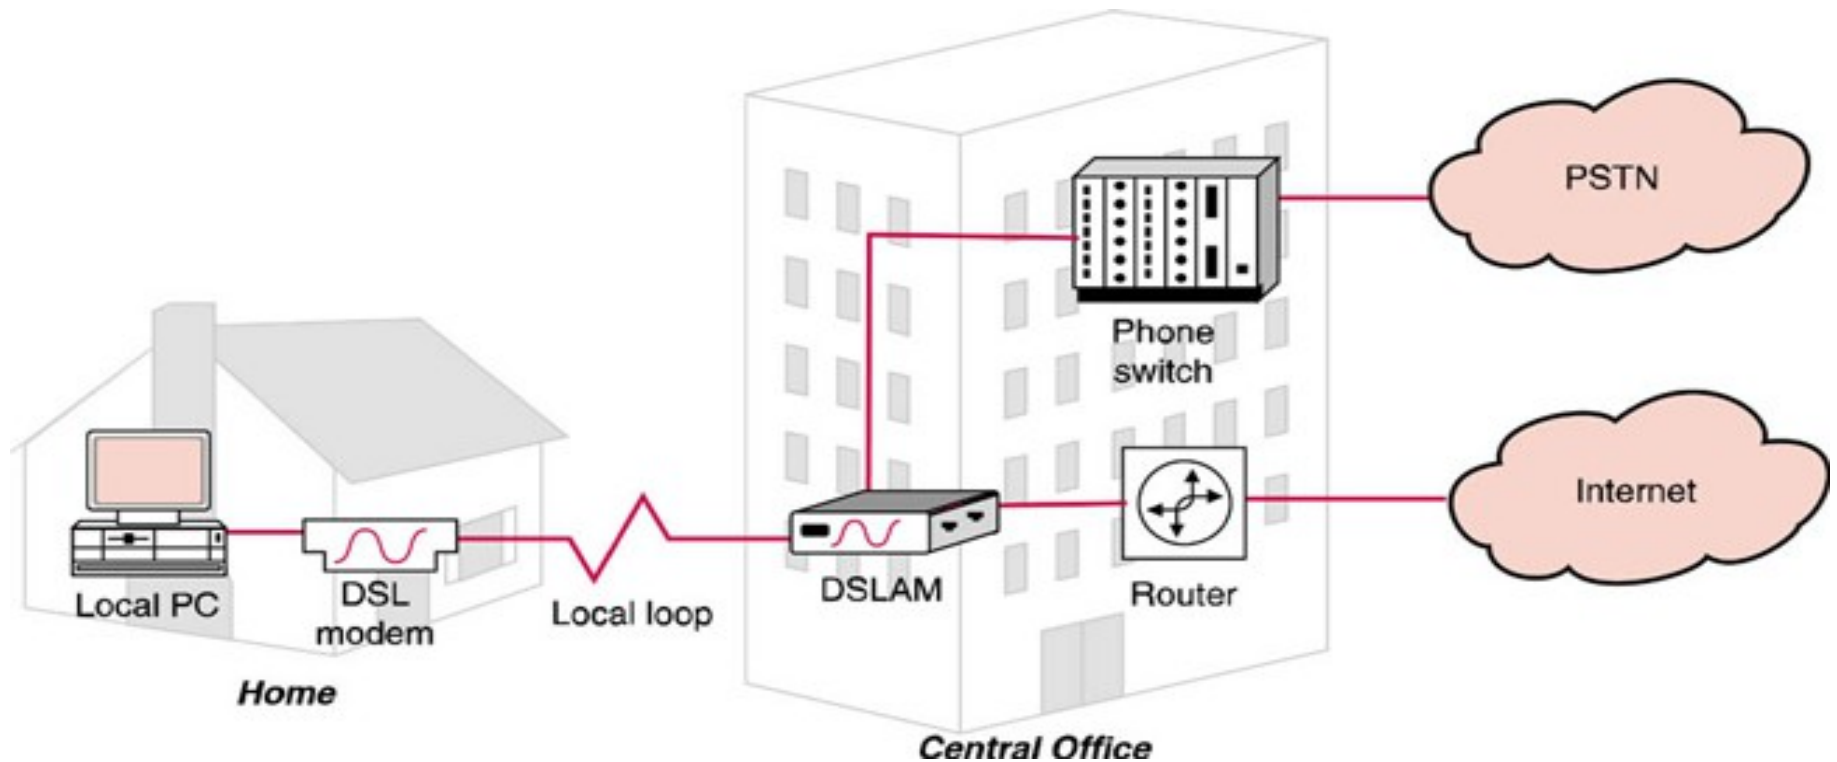 PSTN
Phone
switch
Internet
Local PC
DSL
modem
Local loop
DSLAM
Router
Home
Central Office